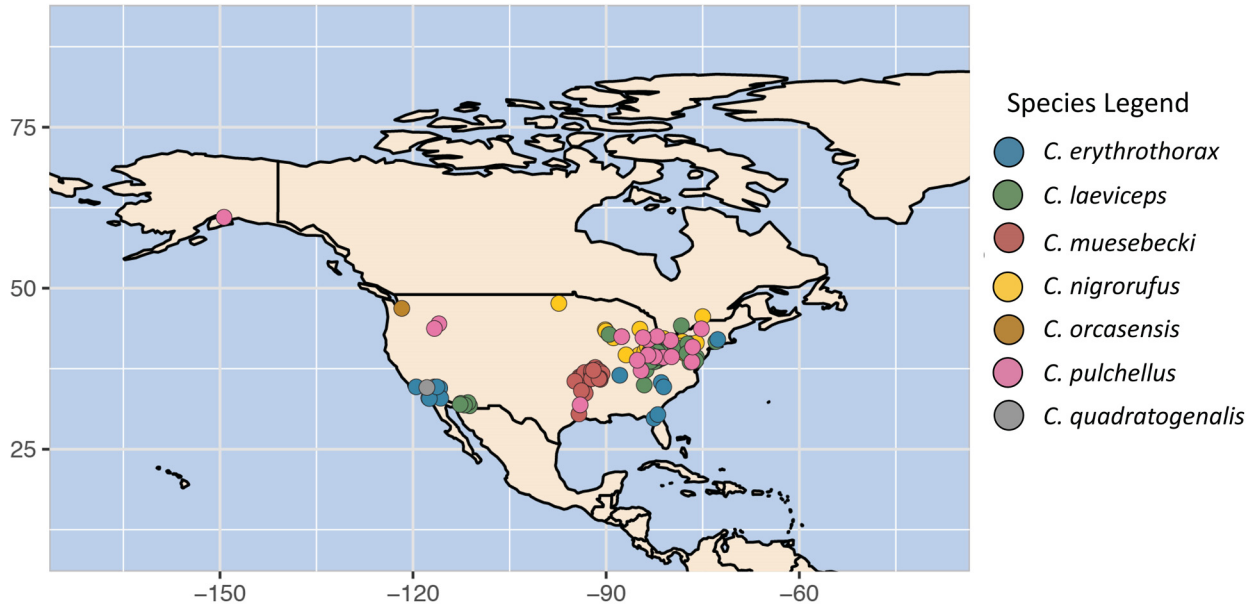 Species Legend
C. erythrothorax
C. laeviceps
C. muesebecki
C. nigrorufus
C. orcasensis
C. pulchellus
C. quadratogenalis
75
50
25
−150
−120
−90
−60